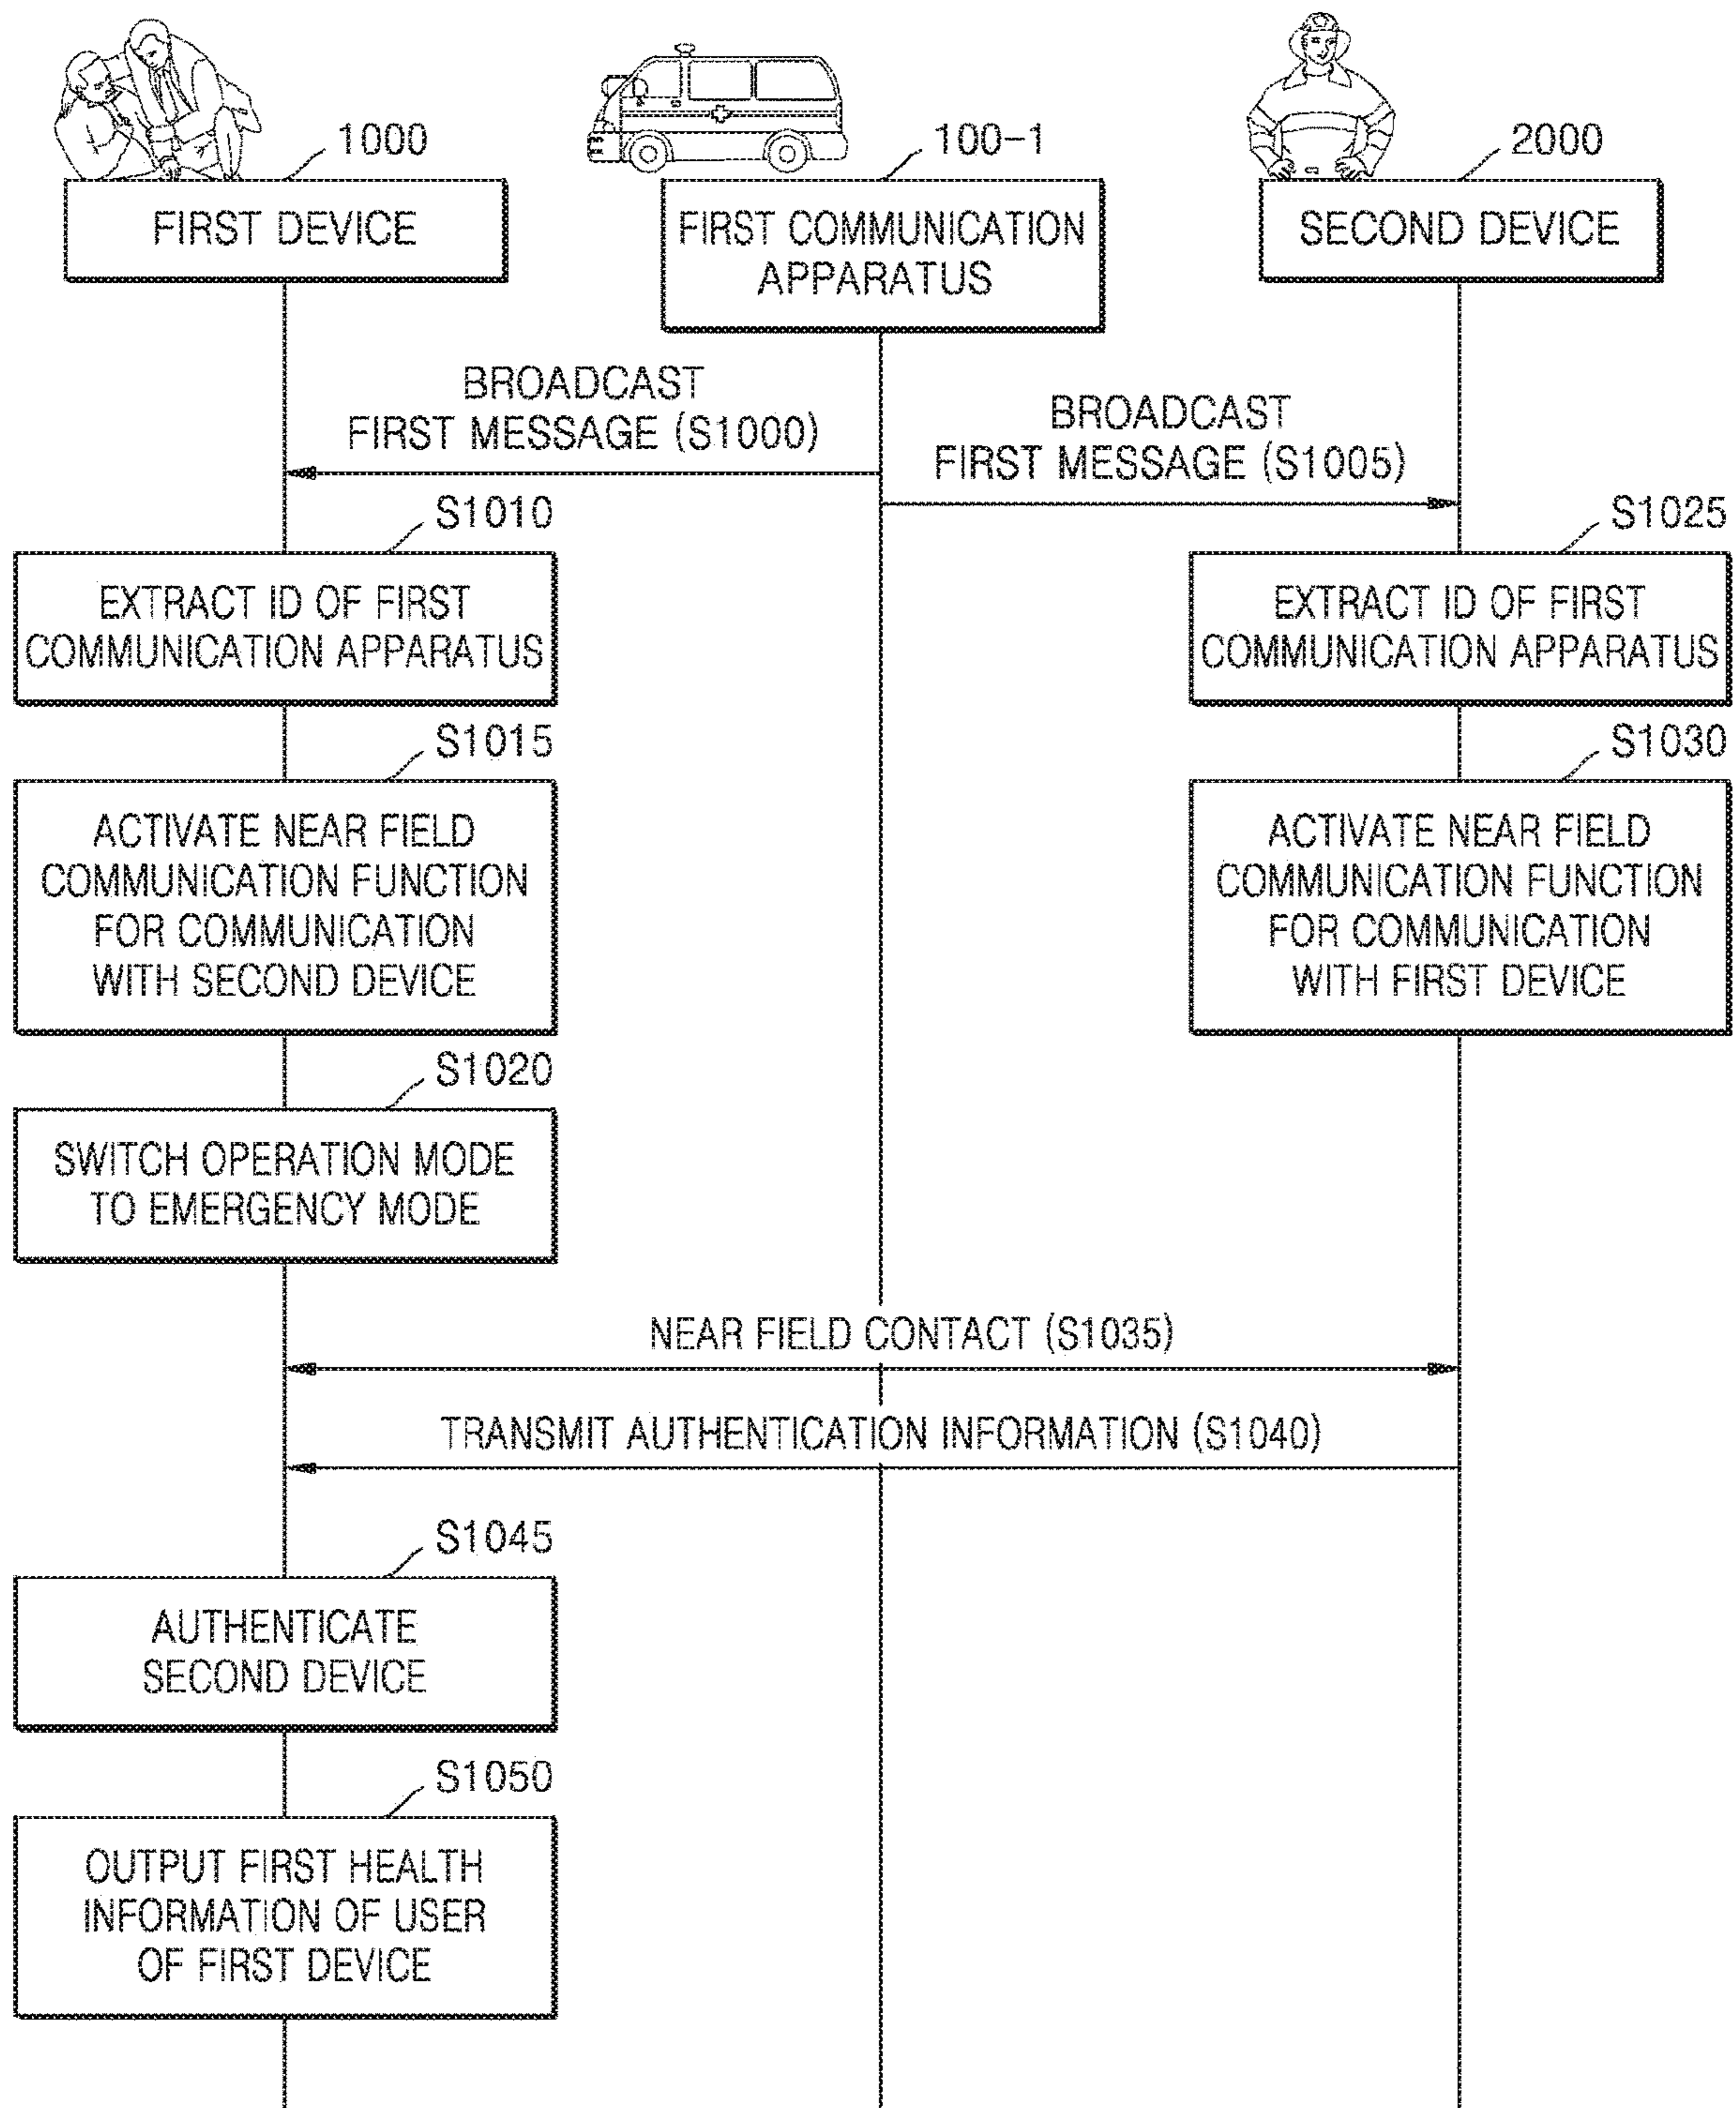 1000
100-1
2000
FIRST DEVICE
FIRST COMMUNICATION
APPARATUS
SECOND DEVICE
BROADCAST
FIRST MESSAGE (S1000)
BROADCAST
FIRST MESSAGE (S1005)
S1010
EXTRACT ID OF FIRST
COMMUNICATION APPARATUS
S1025
EXTRACT ID OF FIRST
COMMUNICATION APPARATUS
S1015
ACTIVATE NEAR FIELD
COMMUNICATION FUNCTION
FOR COMMUNICATION
WITH SECOND DEVICE
S1030
ACTIVATE NEAR FIELD
COMMUNICATION FUNCTION
FOR COMMUNICATION
WITH FIRST DEVICE
S1020
SWITCH OPERATION MODE
TO EMERGENCY MODE
NEAR FIELD CONTACT (S1035)
TRANSMIT AUTHENTICATION INFORMATION (S1040)
S1045
AUTHENTICATE
SECOND DEVICE
S1050
OUTPUT FIRST HEALTH
INFORMATION OF USER
OF FIRST DEVICE